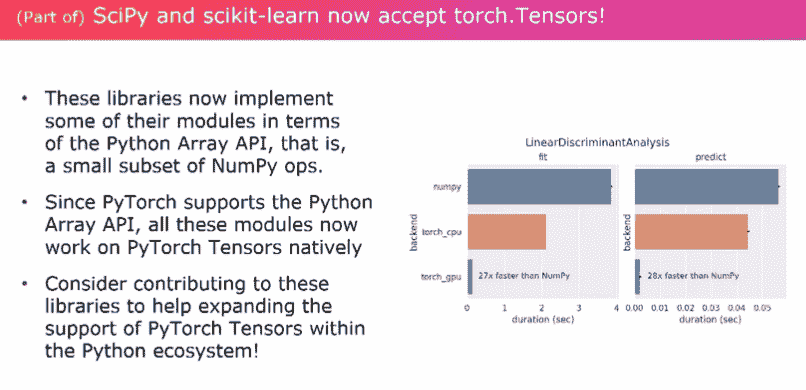 (Part of) SciPy and scikit-learn now accept torch.Tensors!
• These libraries now implement
some of their modules in terms
of the Python Array API, that is,
a small subset of NumPy ops.
• Since PyTorch supports the Python
Array API, all these modules now
work on PyTorch Tensors natively
• Consider contributing to these
libraries to help expanding the
support of PyTorch Tensors within
the Python ecosystem!
LinearDiscriminantAnalysis
fit
predict
backend
numpy
torch_cpu
torch_gpu
27x faster than NumPy
0 1 2 3 4
duration (sec)
backend
28x faster than NumPy
0.00 0.01 0.02 0.03 0.04 0.05
duration (sec)